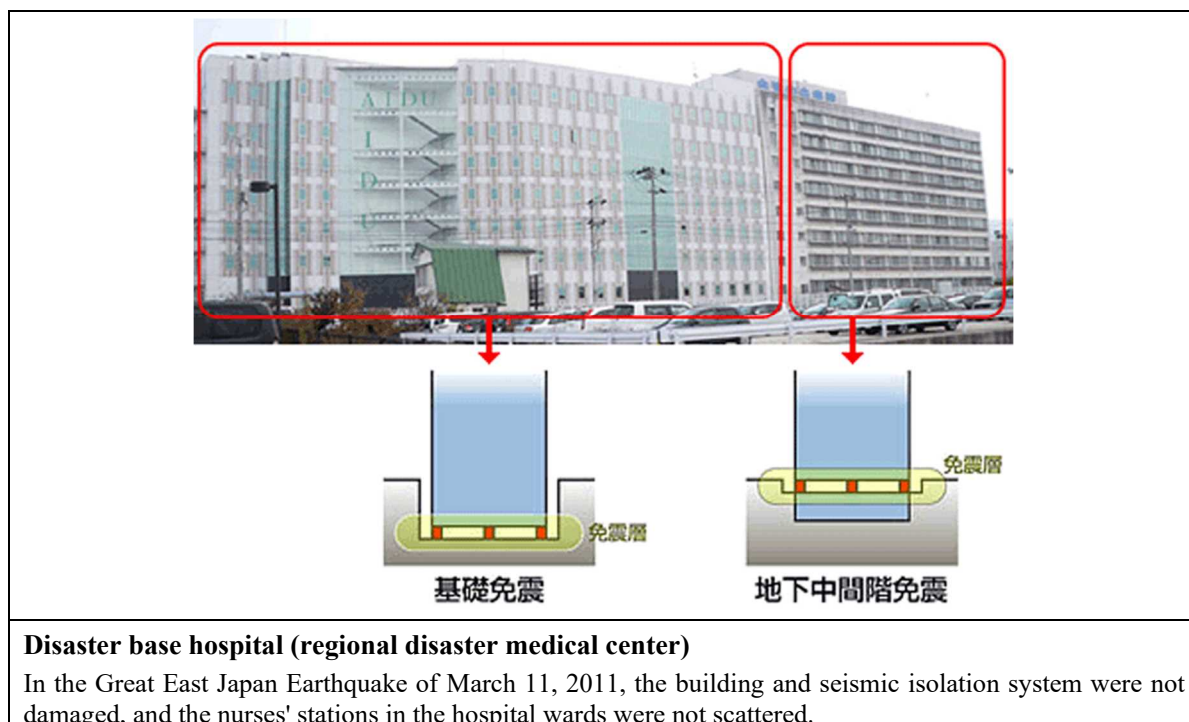 AIDU
I
D
U
免震層
免震層
基礎免震
地下中間階免震
Disaster base hospital (regional disaster medical center)
In the Great East Japan Earthquake of March 11, 2011, the building and seismic isolation system were not
damaged, and the nurses' stations in the hospital wards were not scattered.